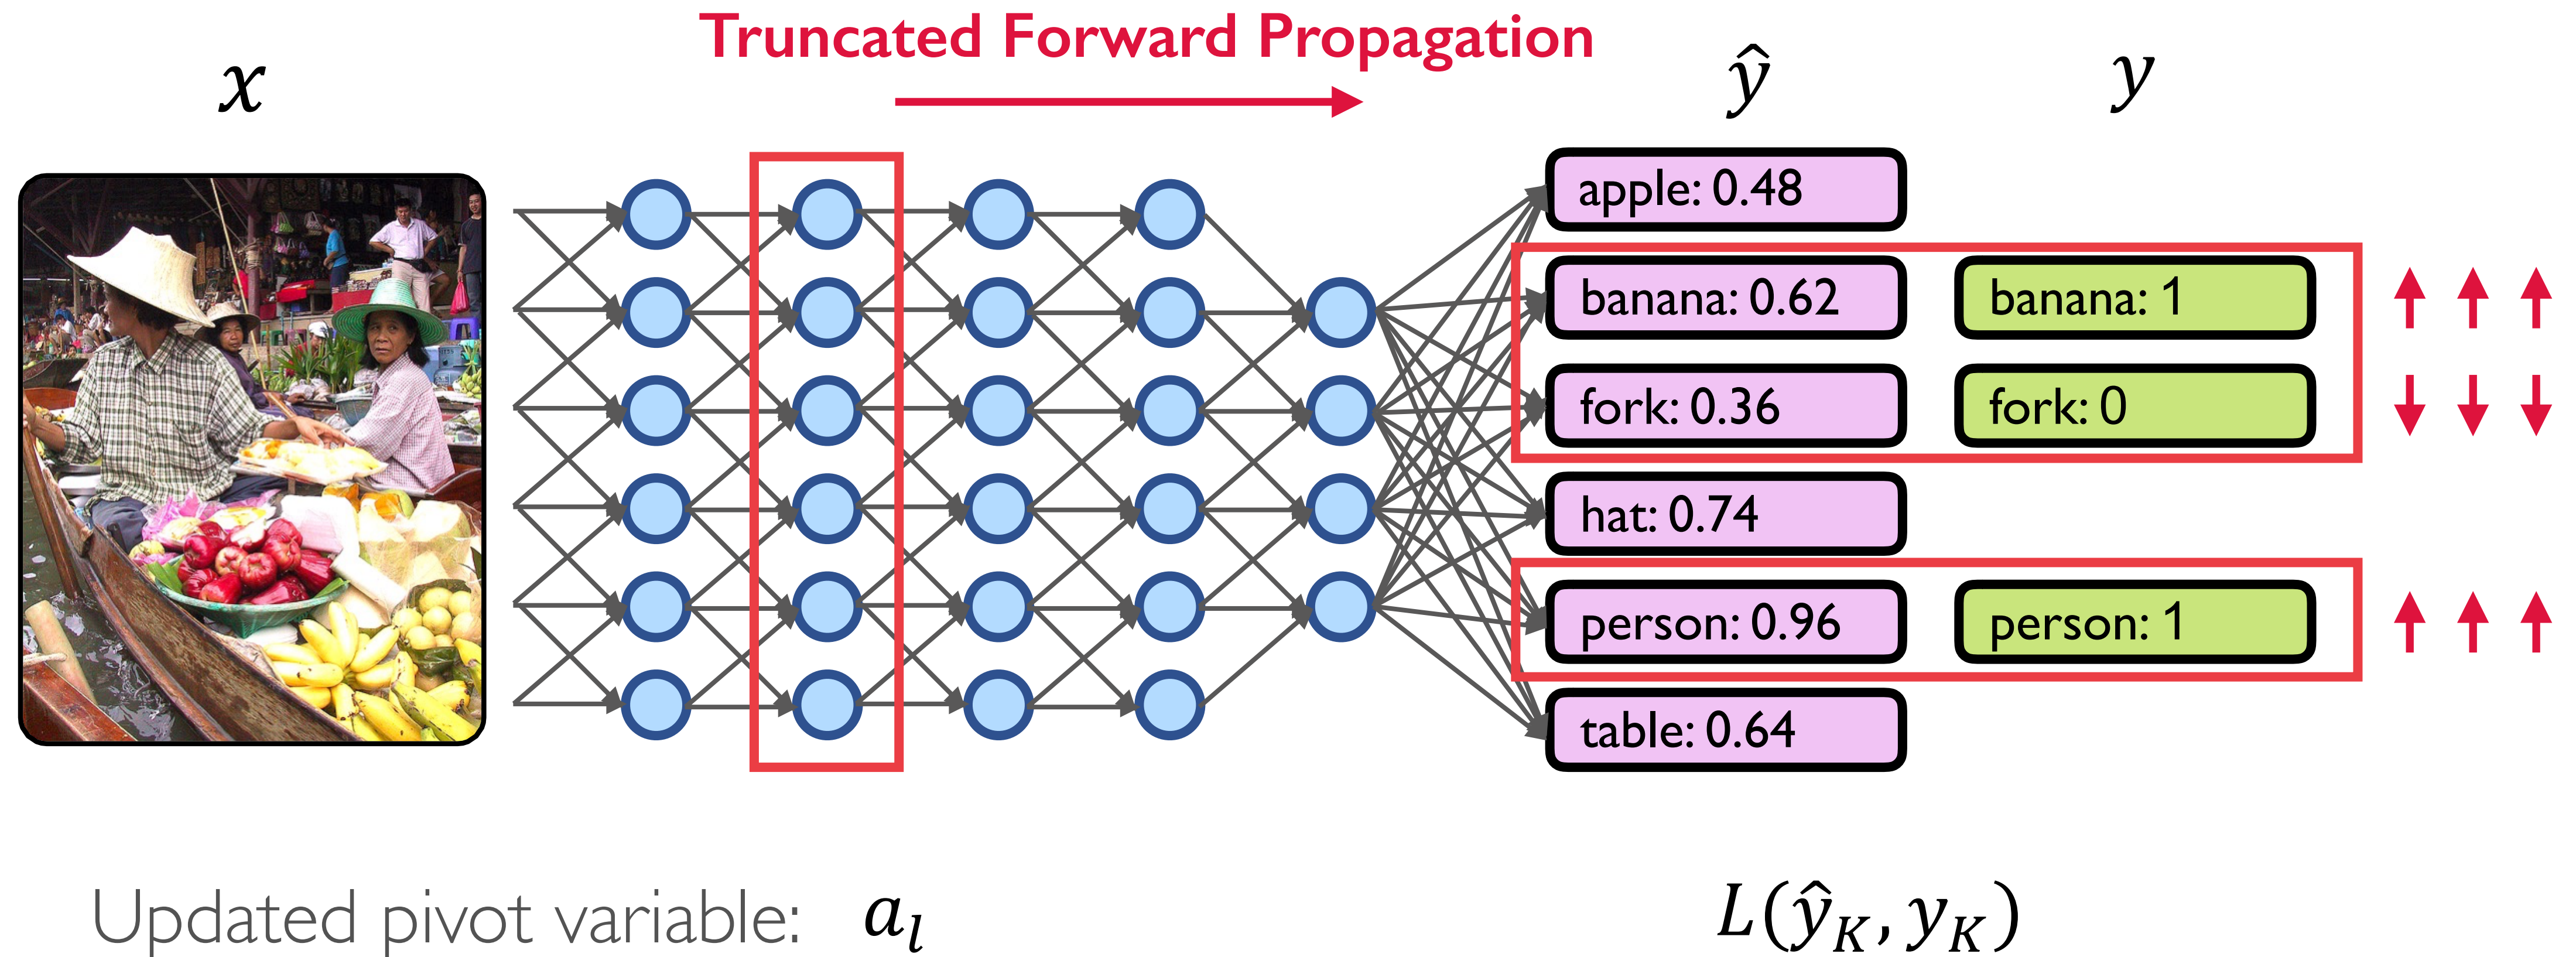 Truncated Forward Propagation
x
ŷ
y
apple: 0.48
banana: 0.62
banana: 1
fork: 0.36
fork: 0
hat: 0.74
person: 0.96
person: 1
table: 0.64
Updated pivot variable: a_l
L(ŷ_K, y_K)